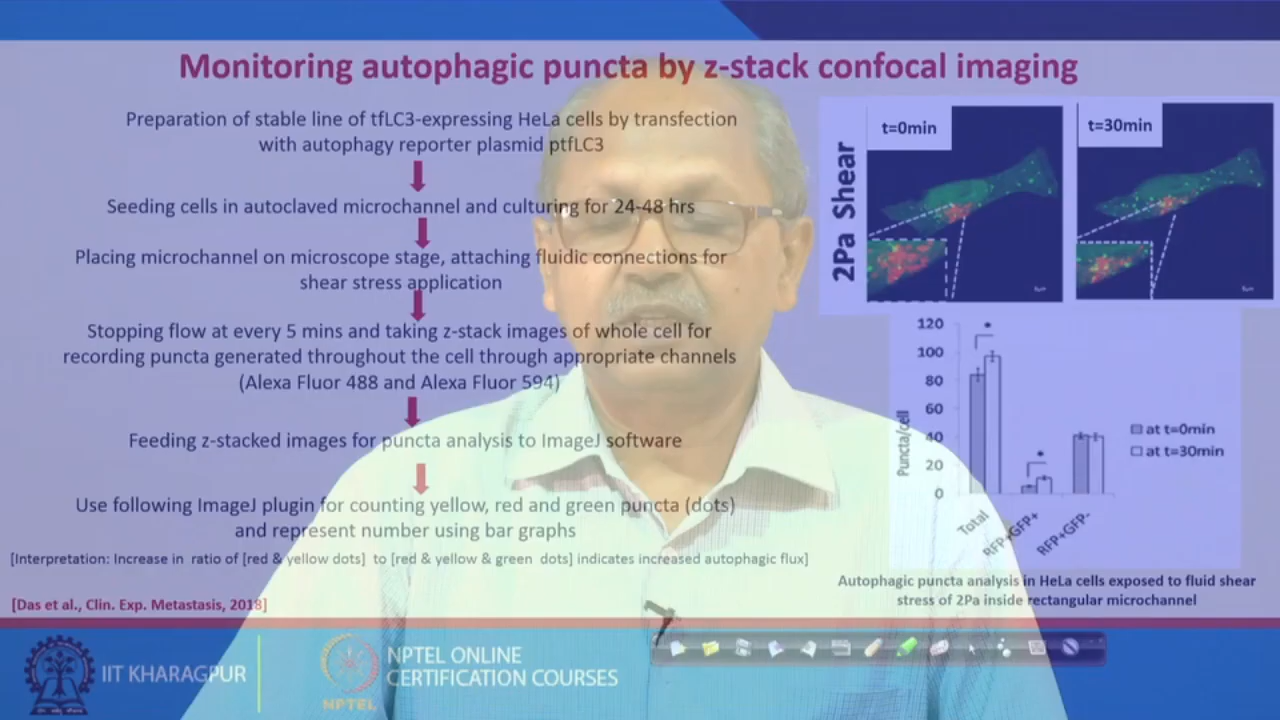 Monitoring autophagic puncta by z-stack confocal imaging
Preparation of stable line of tfLC3-expressing HeLa cells by transfection
with autophagy reporter plasmid ptfLC3
Seeding cells in autoclaved microchannel and culturing for 24-48 hrs
Placing microchannel on microscope stage, attaching fluidic connections for
shear stress application
Stopping flow at every 5 mins and taking z-stack images of whole cell for
recording puncta generated throughout the cell through appropriate channels
(Alexa Fluor 488 and Alexa Fluor 594)
Feeding z-stacked images for puncta analysis to ImageJ software
Use following ImageJ plugin for counting yellow, red and green puncta (dots)
and represent number using bar graphs
[Interpretation: Increase in ratio of [red & yellow dots] to [red & yellow & green dots] indicates increased autophagic flux]
[Das et al., Clin. Exp. Metastasis, 2018]
2Pa Shear
t=0min
t=30min
Puncta/cell
120
100
80
60
40
20
0
*
*
at t=0min
at t=30min
Total
RFP+GFP+
RFP+GFP-
Autophagic puncta analysis in HeLa cells exposed to fluid shear
stress of 2Pa inside rectangular microchannel
IIT KHARAGPUR
NPTEL
NPTEL ONLINE
CERTIFICATION COURSES